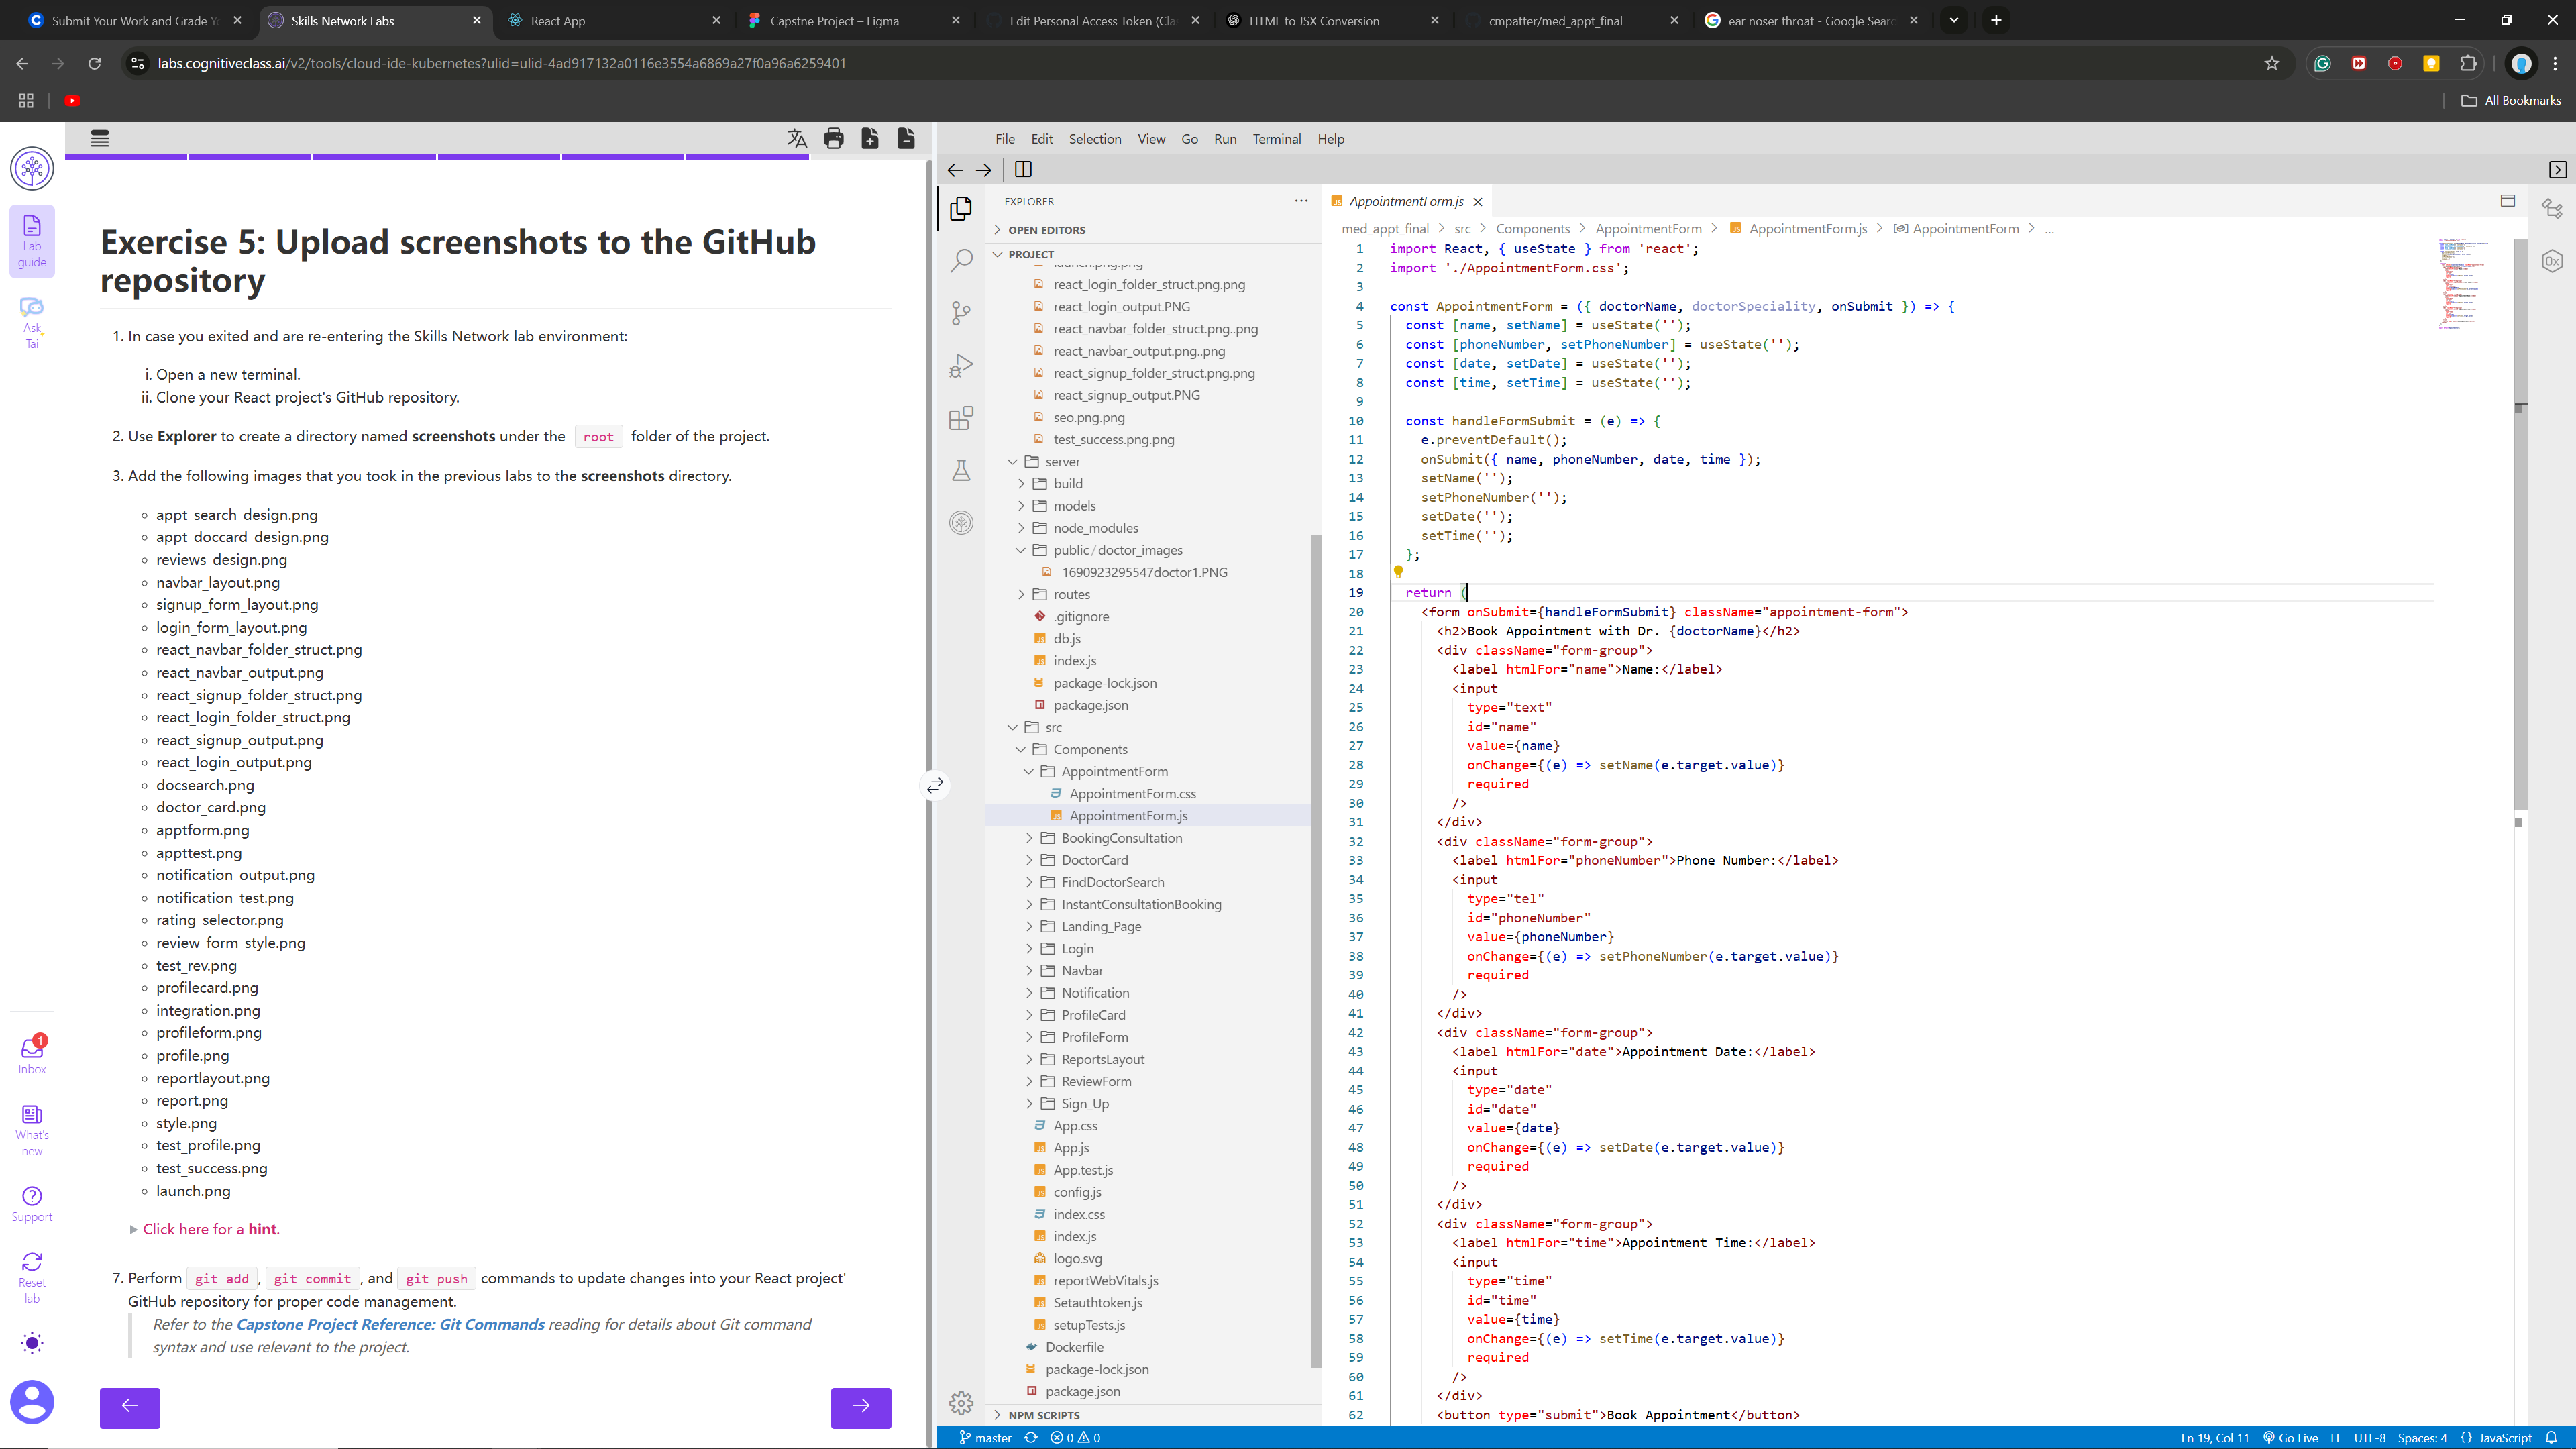 Submit Your Work and Grade Yo
Skills Network Labs
React App
Capstne Project – Figma
Edit Personal Access Token (Clas
HTML to JSX Conversion
cmpatter/med_appt_final
ear noser throat - Google Searc
labs.cognitiveclass.ai/v2/tools/cloud-ide-kubernetes?ulid=ulid-4ad917132a0116e3554a6869a27f0a96a6259401
All Bookmarks
Lab
guide
Ask
Tai
1
Inbox
What's
new
Support
Reset
lab
Exercise 5: Upload screenshots to the GitHub
repository
1. In case you exited and are re-entering the Skills Network lab environment:
i. Open a new terminal.
ii. Clone your React project's GitHub repository.
2. Use Explorer to create a directory named screenshots under the root folder of the project.
3. Add the following images that you took in the previous labs to the screenshots directory.
appt_search_design.png
appt_doccard_design.png
reviews_design.png
navbar_layout.png
signup_form_layout.png
login_form_layout.png
react_navbar_folder_struct.png
react_navbar_output.png
react_signup_folder_struct.png
react_login_folder_struct.png
react_signup_output.png
react_login_output.png
docsearch.png
doctor_card.png
apptform.png
appttest.png
notification_output.png
notification_test.png
rating_selector.png
review_form_style.png
test_rev.png
profilecard.png
integration.png
profileform.png
profile.png
reportlayout.png
report.png
style.png
test_profile.png
test_success.png
launch.png
Click here for a hint.
7. Perform git add, git commit, and git push commands to update changes into your React project'
GitHub repository for proper code management.
Refer to the Capstone Project Reference: Git Commands reading for details about Git command
syntax and use relevant to the project.
File Edit Selection View Go Run Terminal Help
EXPLORER
OPEN EDITORS
PROJECT
launch.png.png
react_login_folder_struct.png.png
react_login_output.PNG
react_navbar_folder_struct.png..png
react_navbar_output.png..png
react_signup_folder_struct.png.png
react_signup_output.PNG
seo.png.png
test_success.png.png
server
build
models
node_modules
public/doctor_images
1690923295547doctor1.PNG
routes
.gitignore
db.js
index.js
package-lock.json
package.json
src
Components
AppointmentForm
AppointmentForm.css
AppointmentForm.js
BookingConsultation
DoctorCard
FindDoctorSearch
InstantConsultationBooking
Landing_Page
Login
Navbar
Notification
ProfileCard
ProfileForm
ReportsLayout
ReviewForm
Sign_Up
App.css
App.js
App.test.js
config.js
index.css
index.js
logo.svg
reportWebVitals.js
Setauthtoken.js
setupTests.js
Dockerfile
package-lock.json
package.json
NPM SCRIPTS
AppointmentForm.js
med_appt_final > src > Components > AppointmentForm > AppointmentForm.js > AppointmentForm > ...
1 import React, { useState } from 'react';
2 import './AppointmentForm.css';
3
4 const AppointmentForm = ({ doctorName, doctorSpeciality, onSubmit }) => {
5 const [name, setName] = useState('');
6 const [phoneNumber, setPhoneNumber] = useState('');
7 const [date, setDate] = useState('');
8 const [time, setTime] = useState('');
9
10 const handleFormSubmit = (e) => {
11 e.preventDefault();
12 onSubmit({ name, phoneNumber, date, time });
13 setName('');
14 setPhoneNumber('');
15 setDate('');
16 setTime('');
17 };
18
19 return (
20 <form onSubmit={handleFormSubmit} className="appointment-form">
21 <h2>Book Appointment with Dr. {doctorName}</h2>
22 <div className="form-group">
23 <label htmlFor="name">Name:</label>
24 <input
25 type="text"
26 id="name"
27 value={name}
28 onChange={(e) => setName(e.target.value)}
29 required
30 />
31 </div>
32 <div className="form-group">
33 <label htmlFor="phoneNumber">Phone Number:</label>
34 <input
35 type="tel"
36 id="phoneNumber"
37 value={phoneNumber}
38 onChange={(e) => setPhoneNumber(e.target.value)}
39 required
40 />
41 </div>
42 <div className="form-group">
43 <label htmlFor="date">Appointment Date:</label>
44 <input
45 type="date"
46 id="date"
47 value={date}
48 onChange={(e) => setDate(e.target.value)}
49 required
50 />
51 </div>
52 <div className="form-group">
53 <label htmlFor="time">Appointment Time:</label>
54 <input
55 type="time"
56 id="time"
57 value={time}
58 onChange={(e) => setTime(e.target.value)}
59 required
60 />
61 </div>
62 <button type="submit">Book Appointment</button>
master 0 0
Ln 19, Col 11 Go Live LF UTF-8 Spaces: 4 {} JavaScript